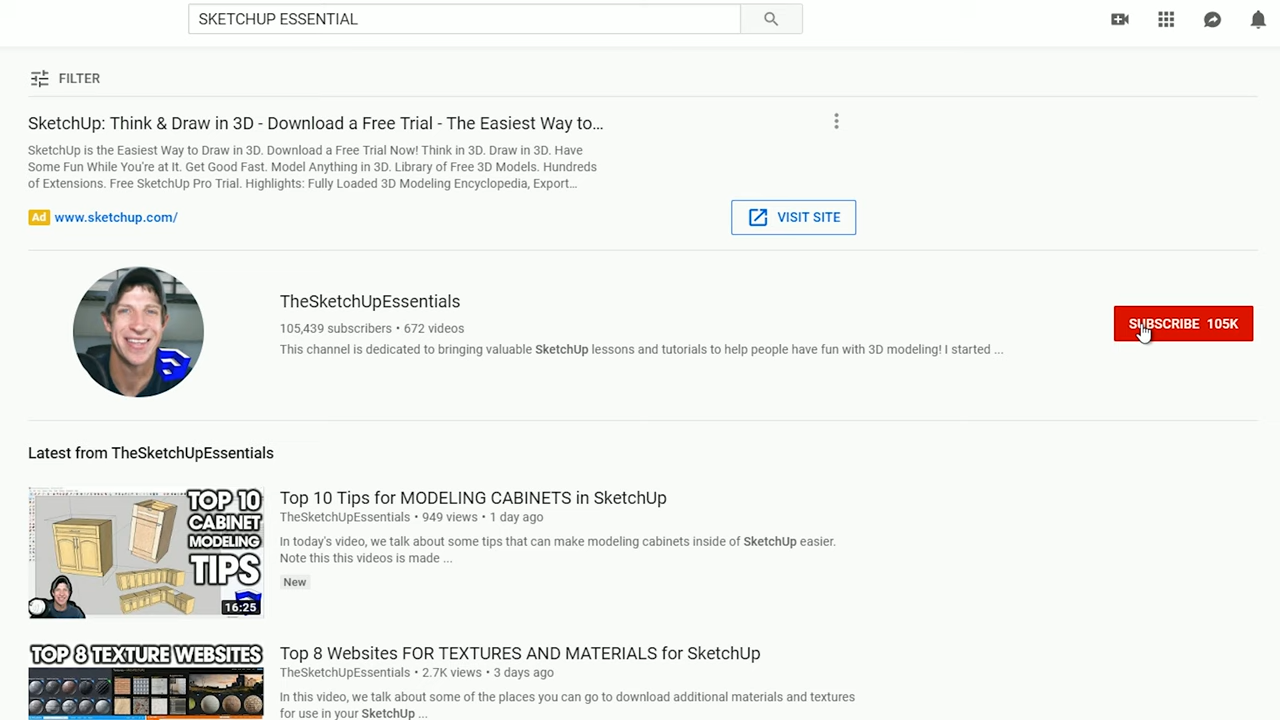 SKETCHUP ESSENTIAL
FILTER
SketchUp: Think & Draw in 3D - Download a Free Trial - The Easiest Way to...
SketchUp is the Easiest Way to Draw in 3D. Download a Free Trial Now! Think in 3D. Draw in 3D. Have
Some Fun While You're at It. Get Good Fast. Model Anything in 3D. Library of Free 3D Models. Hundreds
of Extensions. Free SketchUp Pro Trial. Highlights: Fully Loaded 3D Modeling Encyclopedia, Export...
Ad www.sketchup.com/
VISIT SITE
TheSketchUpEssentials
105,439 subscribers • 672 videos
This channel is dedicated to bringing valuable SketchUp lessons and tutorials to help people have fun with 3D modeling! I started ...
SUBSCRIBE 105K
Latest from TheSketchUpEssentials
TOP 10
CABINET
MODELING
TIPS
16:25
Top 10 Tips for MODELING CABINETS in SketchUp
TheSketchUpEssentials • 949 views • 1 day ago
In today's video, we talk about some tips that can make modeling cabinets inside of SketchUp easier.
Note this this videos is made ...
New
TOP 8 TEXTURE WEBSITES
Top 8 Websites FOR TEXTURES AND MATERIALS for SketchUp
TheSketchUpEssentials • 2.7K views • 3 days ago
In this video, we talk about some of the places you can go to download additional materials and textures
for use in your SketchUp ...